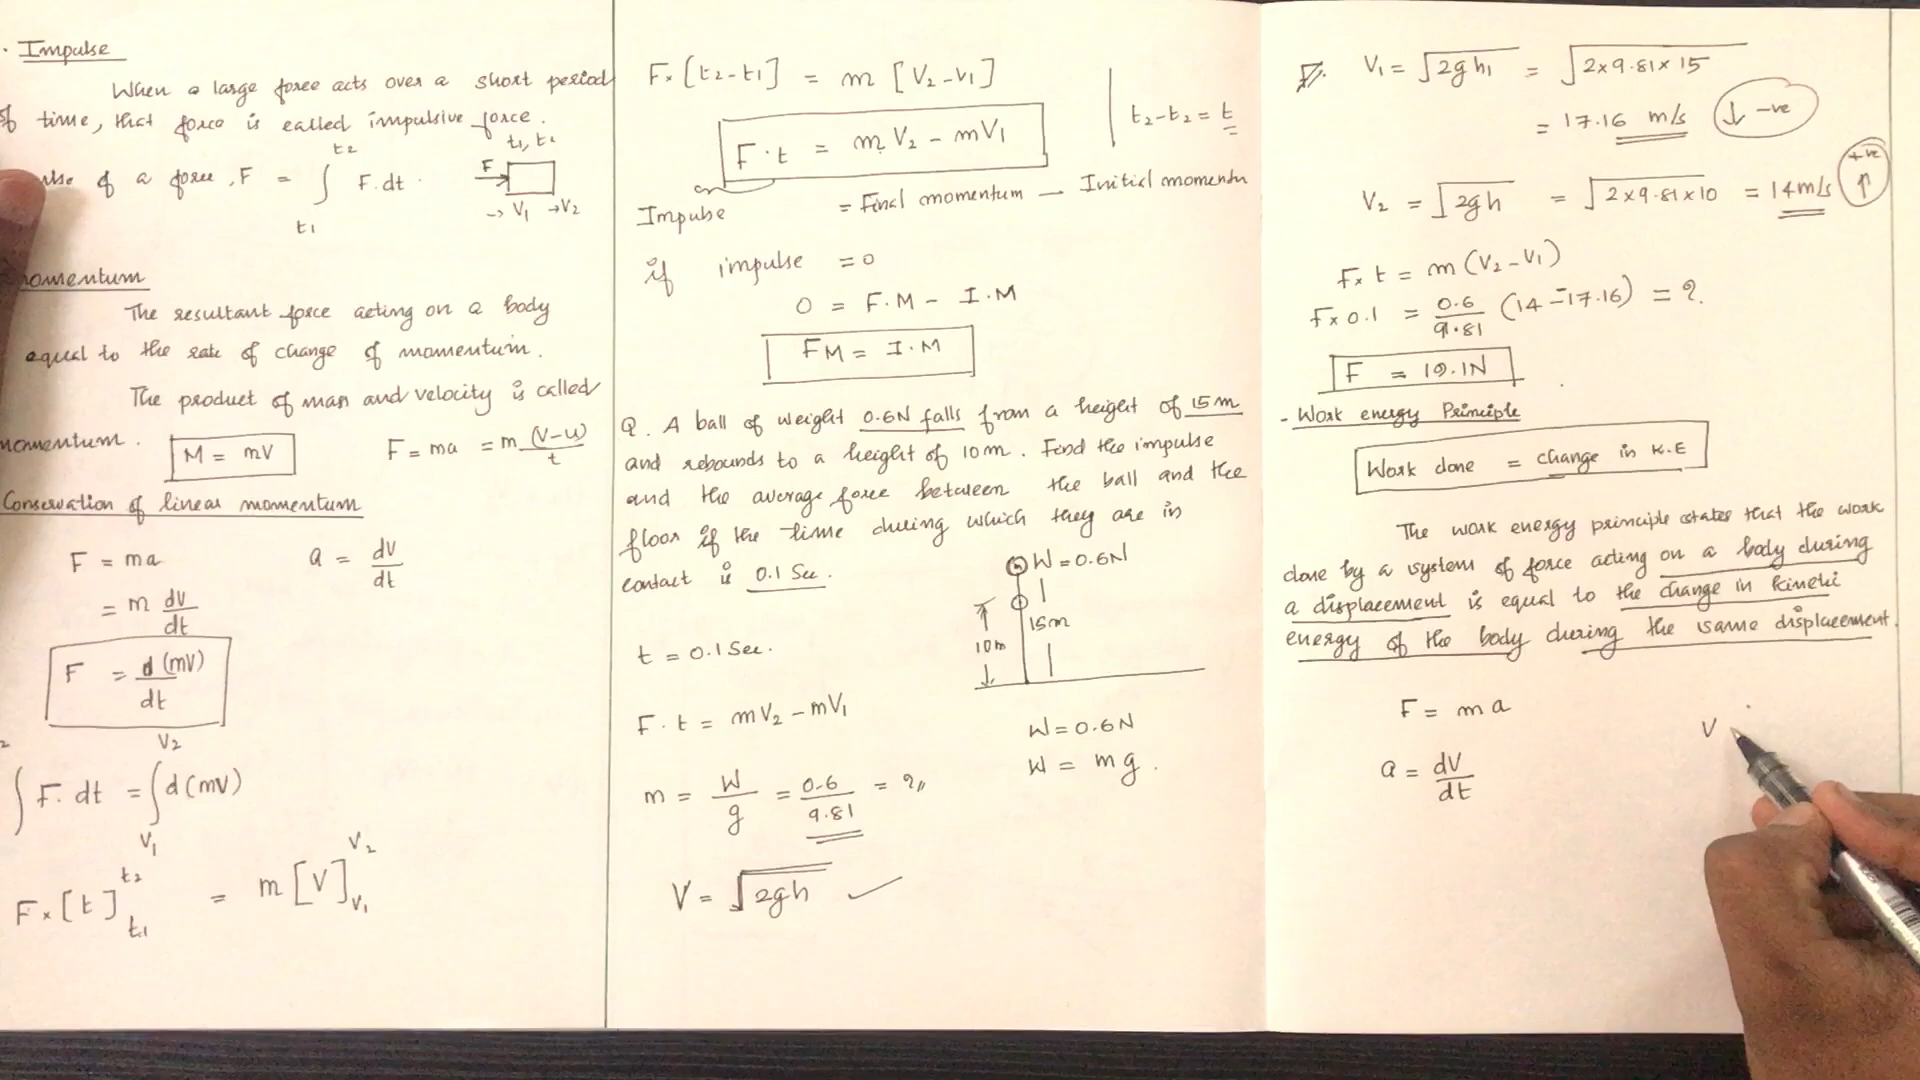 . Impulse
When a large force acts over a short period
of time, that force is called impulsive force.
of a force, F = ∫ F.dt .
t2
t1
t1, t2
F
→ V1 → V2
momentum
The resultant force acting on a body
equal to the rate of change of momentum.
The product of mass and velocity is called
momentum.
M = mV
F = ma = m (V-u)/t
Conservation of linear momentum
F = ma
a = dV/dt
= m dV/dt
F = d(mV)/dt
V2
∫ F. dt = ∫ d(mV)
V1
F × [t] t2 t1 = m [V] V2 V1
F × [t2-t1] = m [V2-V1]
t2-t2 = t
F.t = mV2 - mV1
Impulse = Final momentum — Initial momentu
if impulse = 0
0 = F.M - I.M
FM = I.M
Q. A ball of weight 0.6N falls from a height of 15m
and rebounds to a height of 10m. Find the impulse
and the average force between the ball and the
floor if the time during which they are in
contact is 0.1 Sec.
W = 0.6N
15m
10m
t = 0.1 Sec.
F.t = mV2 - mV1
W = 0.6N
W = mg.
m = W/g = 0.6/9.81 = ?,,
V = √2gh ✓
V1 = √2gh1 = √2×9.81×15
= 17.16 m/s
↓ -ve
V2 = √2gh = √2×9.81×10 = 14m/s
+ve ↑
F× t = m (V2-V1)
F×0.1 = 0.6/9.81 (14 - -17.16) = ?.
F = 19.1N
- Work energy Principle
Work done = change in K.E
The work energy principle states that the work
done by a system of force acting on a body during
a displacement is equal to the change in kinetic
energy of the body during the same displacement.
F = ma
V
a = dV/dt